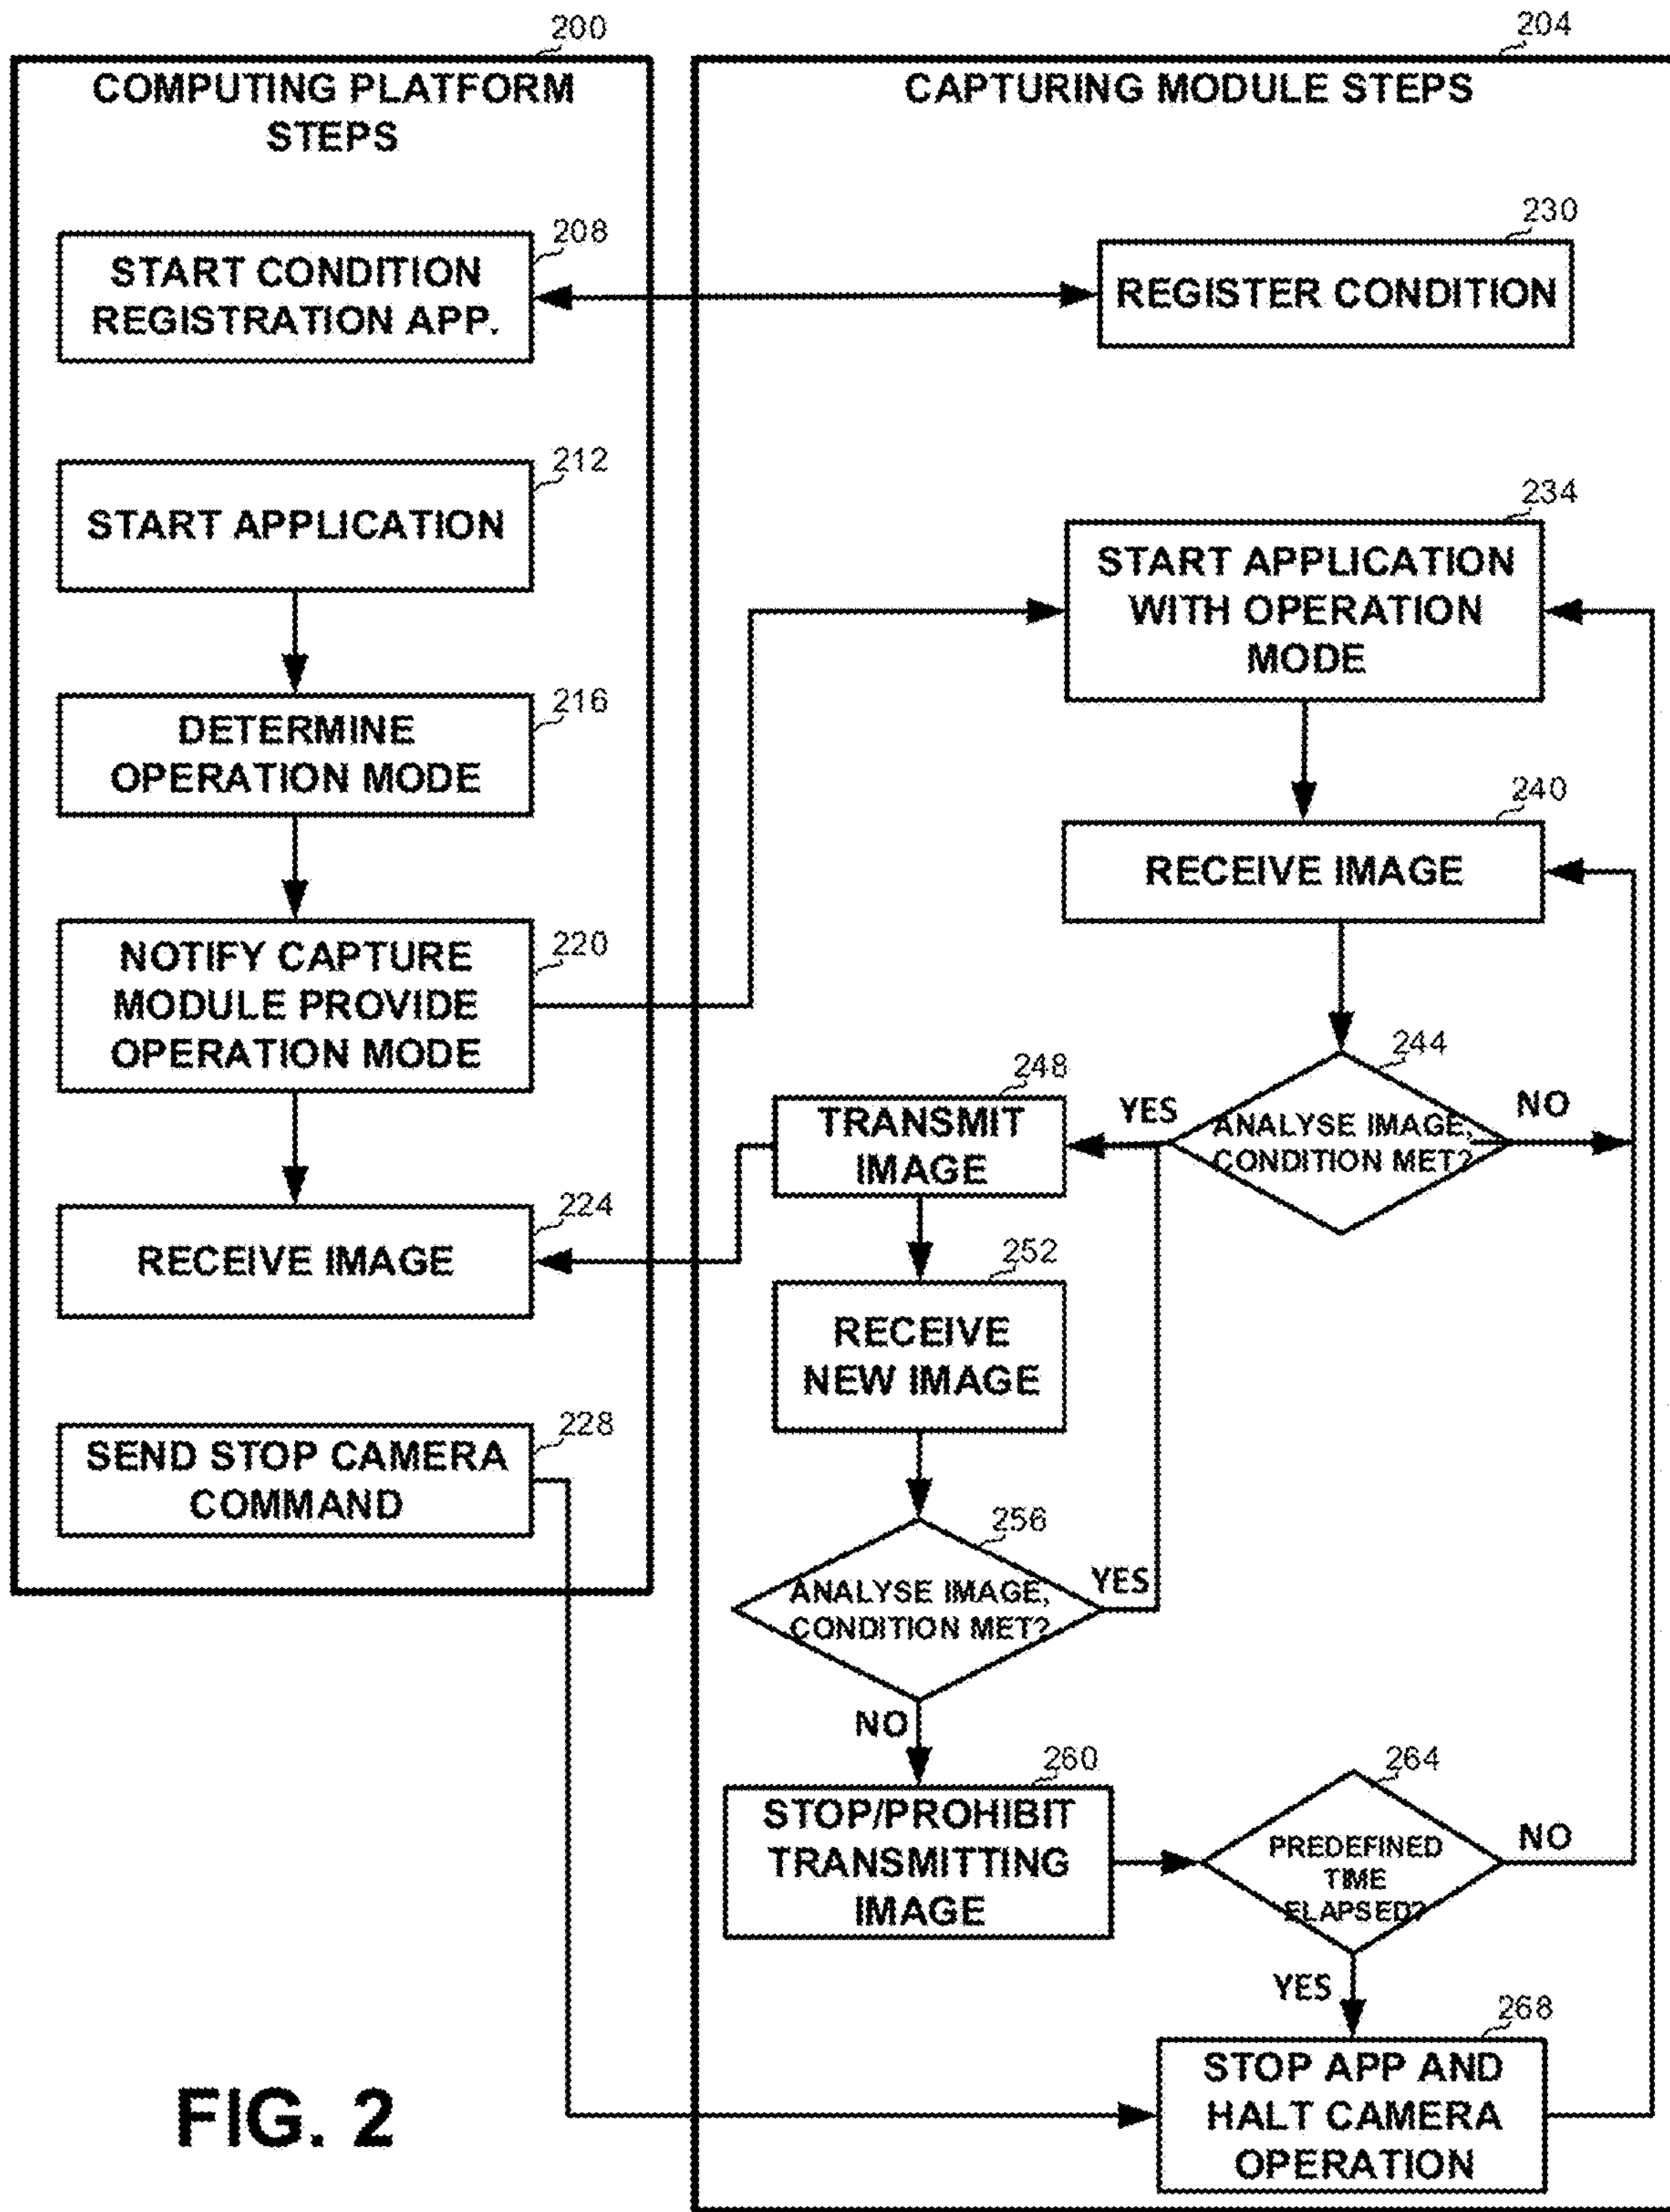 200
COMPUTING PLATFORM
STEPS
208
START CONDITION
REGISTRATION APP.
212
START APPLICATION
216
DETERMINE
OPERATION MODE
220
NOTIFY CAPTURE
MODULE PROVIDE
OPERATION MODE
224
RECEIVE IMAGE
228
SEND STOP CAMERA
COMMAND
204
CAPTURING MODULE STEPS
230
REGISTER CONDITION
234
START APPLICATION
WITH OPERATION
MODE
240
RECEIVE IMAGE
244
ANALYSE IMAGE,
CONDITION MET?
YES
NO
248
TRANSMIT
IMAGE
252
RECEIVE
NEW IMAGE
256
ANALYSE IMAGE,
CONDITION MET?
YES
NO
260
STOP/PROHIBIT
TRANSMITTING
IMAGE
264
PREDEFINED
TIME
ELAPSED?
NO
YES
268
STOP APP AND
HALT CAMERA
OPERATION
FIG. 2